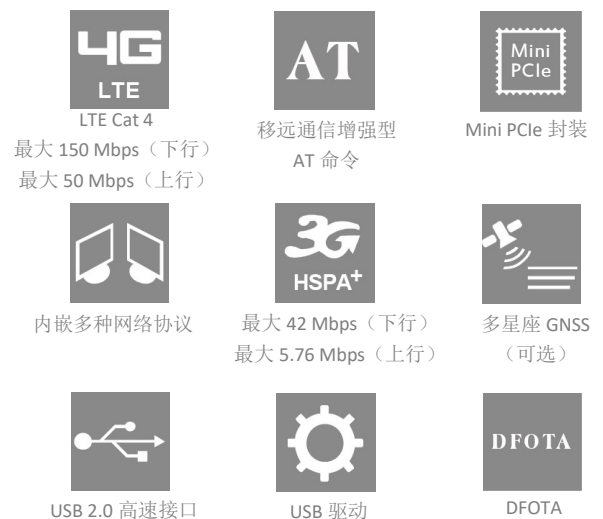 4G
LTE
AT
Mini
PCIe
LTE Cat 4
最大 150 Mbps（下行）
最大 50 Mbps（上行）
移远通信增强型
AT 命令
Mini PCIe 封装
3G
HSPA+
内嵌多种网络协议
最大 42 Mbps（下行）
最大 5.76 Mbps（上行）
多星座 GNSS
（可选）
DFOTA
USB 2.0 高速接口
USB 驱动
DFOTA